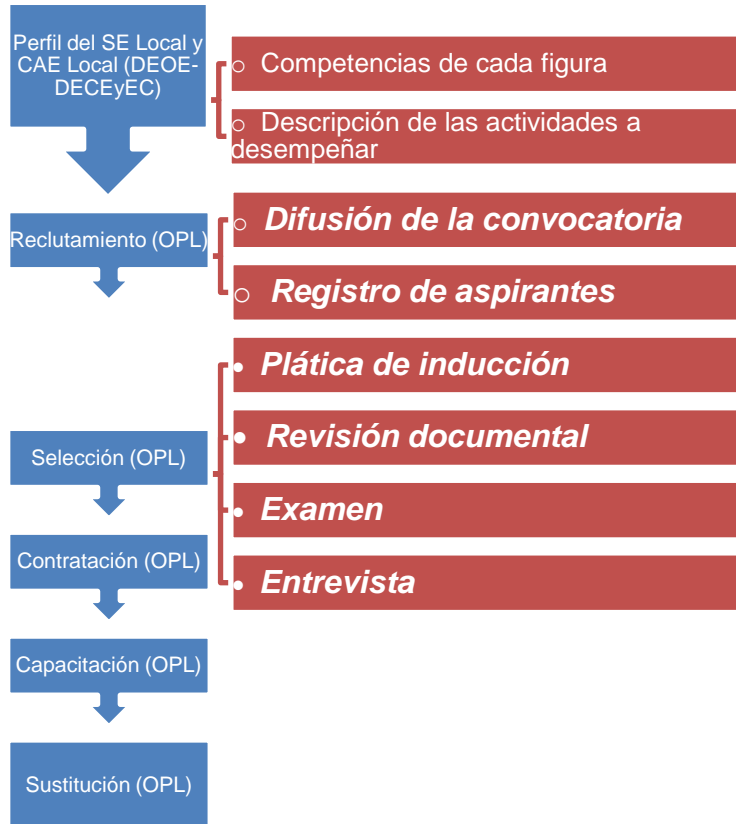 Perfil del SE Local y
CAE Local (DEOE-
DECEyEC)
○ Competencias de cada figura
○ Descripción de las actividades a
desempeñar
Reclutamiento (OPL)
○ Difusión de la convocatoria
○ Registro de aspirantes
Selección (OPL)
• Plática de inducción
• Revisión documental
• Examen
• Entrevista
Contratación (OPL)
Capacitación (OPL)
Sustitución (OPL)